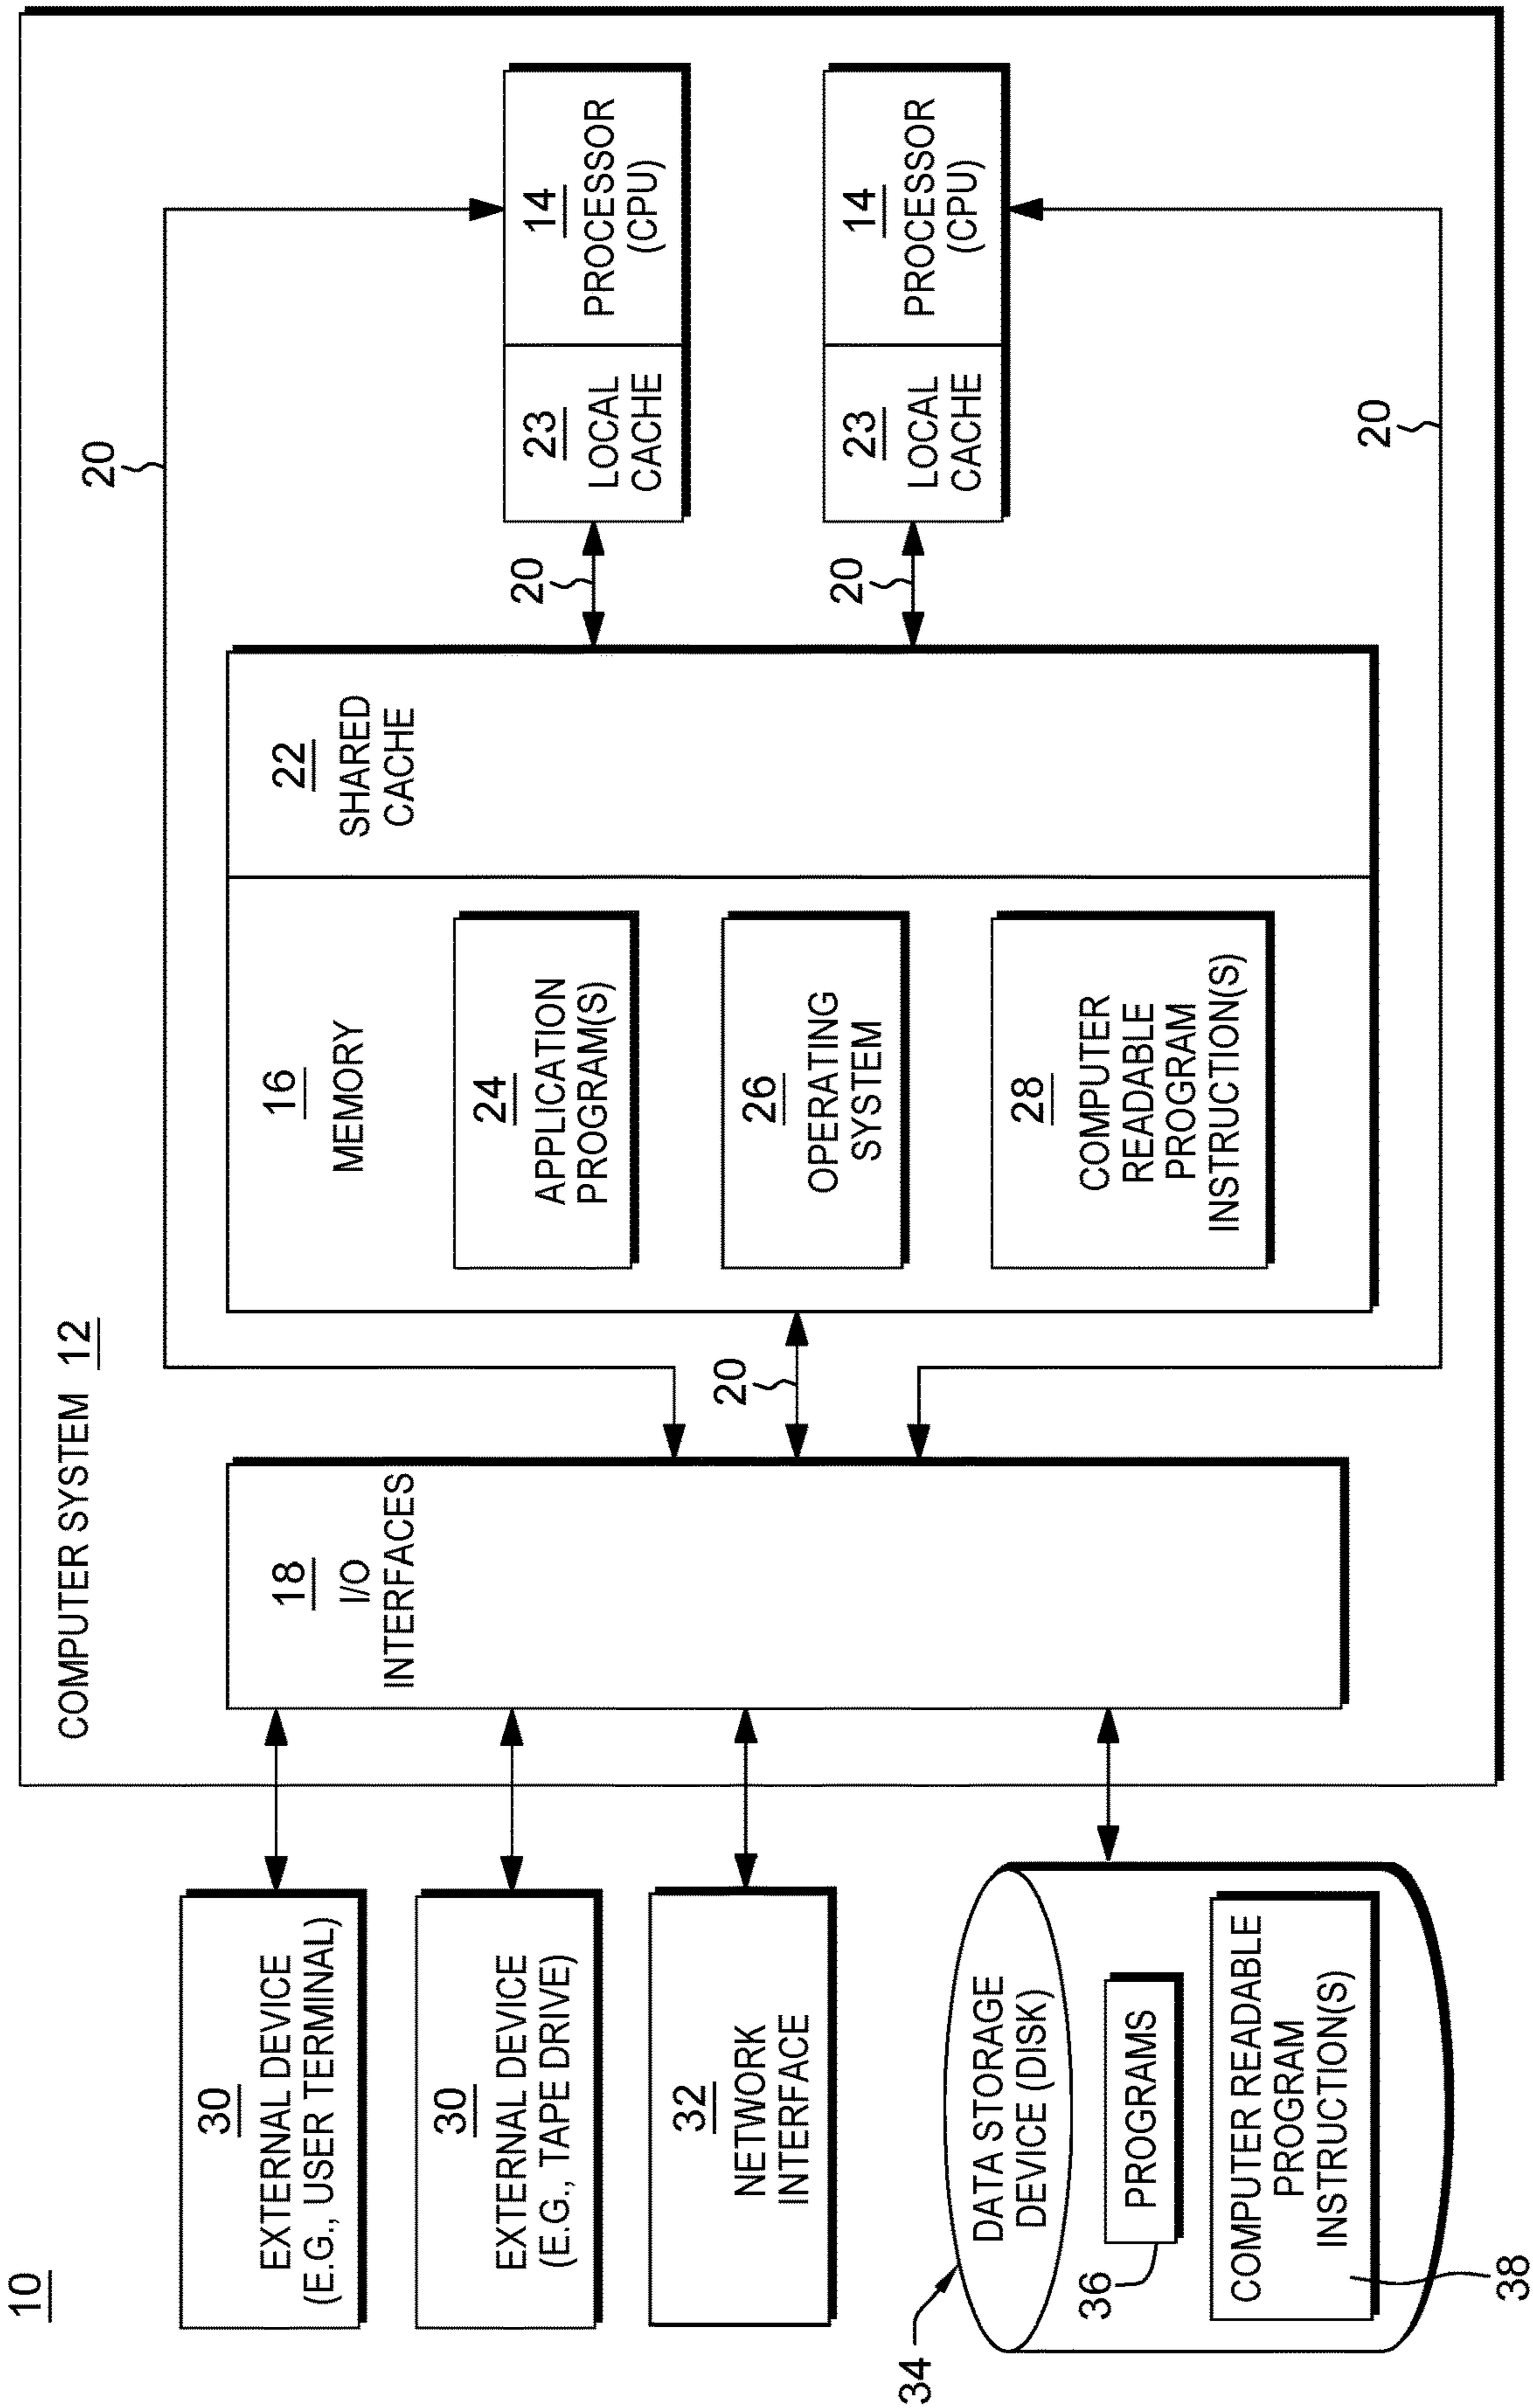 10
COMPUTER SYSTEM 12
30
EXTERNAL DEVICE
(E.G., USER TERMINAL)
30
EXTERNAL DEVICE
(E.G., TAPE DRIVE)
32
NETWORK
INTERFACE
34
DATA STORAGE
DEVICE (DISK)
36
PROGRAMS
COMPUTER READABLE
PROGRAM
INSTRUCTION(S)
38
18
I/O
INTERFACES
20
20
16
MEMORY
24
APPLICATION
PROGRAM(S)
26
OPERATING
SYSTEM
28
COMPUTER
READABLE
PROGRAM
INSTRUCTION(S)
22
SHARED
CACHE
20
20
23
LOCAL
CACHE
14
PROCESSOR
(CPU)
23
LOCAL
CACHE
14
PROCESSOR
(CPU)
20